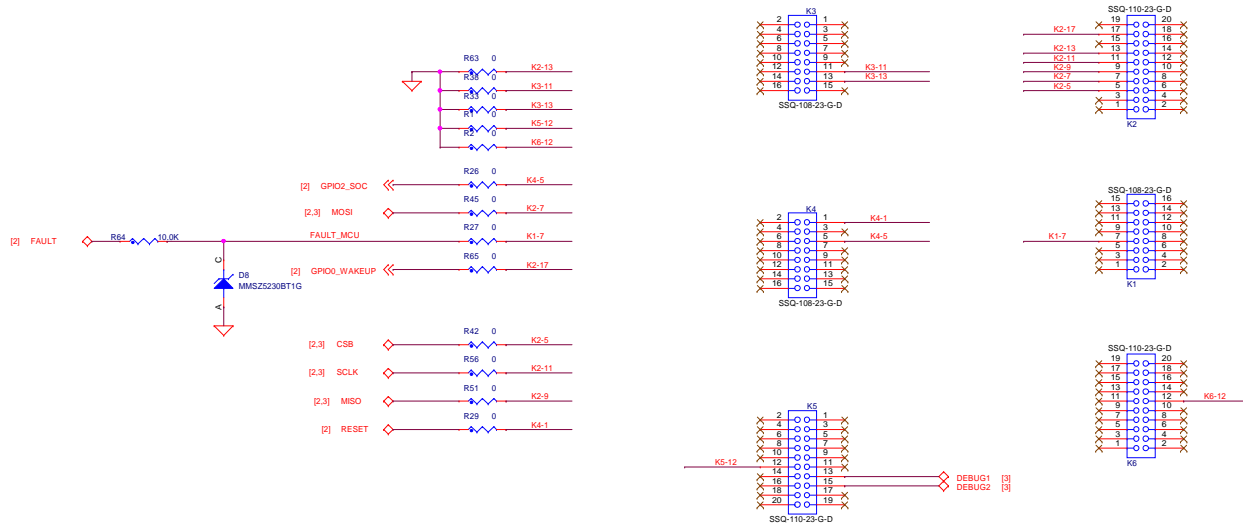 R63 0 K2-13
R38 0 K3-11
R33 0 K3-13
R1 0 K5-12
R2 0 K6-12
[2] GPIO2_SOC R26 0 K4-5
[2,3] MOSI R45 0 K2-7
[2] FAULT R64 10.0K FAULT_MCU R27 0 K1-7
[2] GPIO0_WAKEUP R65 0 K2-17
C
D8
MMSZ5230BT1G
A
[2,3] CSB R42 0 K2-5
[2,3] SCLK R56 0 K2-11
[2,3] MISO R51 0 K2-9
[2] RESET R29 0 K4-1
K3
2 1
4 3
6 5
8 7
10 9
12 11 K3-11
14 13 K3-13
16 15
SSQ-108-23-G-D
SSQ-110-23-G-D
19 20
K2-17 17 18
15 16
K2-13 13 14
K2-11 11 12
K2-9 9 10
K2-7 7 8
K2-5 5 6
3 4
1 2
K2
K4
2 1 K4-1
4 3
6 5 K4-5
8 7
10 9
12 11
14 13
16 15
SSQ-108-23-G-D
SSQ-108-23-G-D
15 16
13 14
11 12
9 10
K1-7 7 8
5 6
3 4
1 2
K1
K5
2 1
4 3
6 5
8 7
10 9
K5-12 12 11
14 13 DEBUG1 [3]
16 15 DEBUG2 [3]
18 17
20 19
SSQ-110-23-G-D
SSQ-110-23-G-D
19 20
17 18
15 16
13 14
11 12 K6-12
9 10
7 8
5 6
3 4
1 2
K6